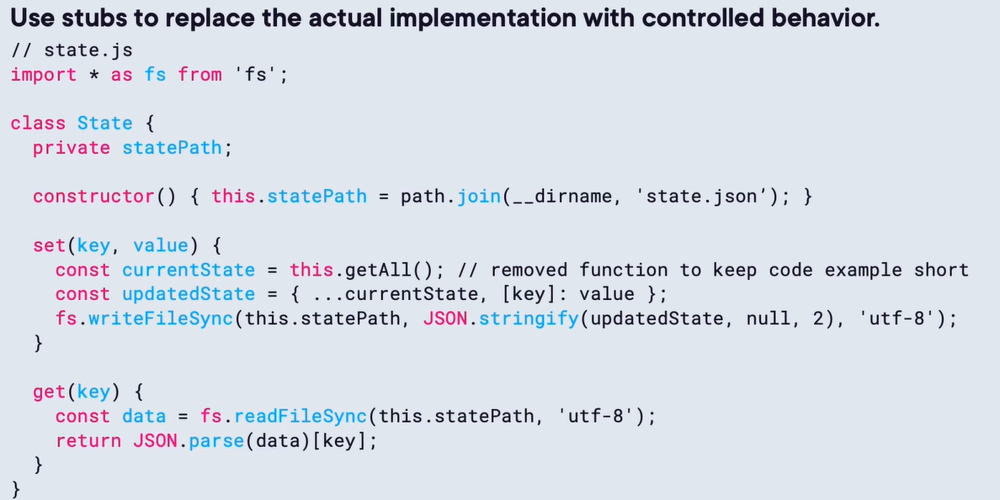 Use stubs to replace the actual implementation with controlled behavior.
// state.js
import * as fs from 'fs';
class State {
  private statePath;
  constructor() { this.statePath = path.join(__dirname, 'state.json’); }
  set(key, value) {
    const currentState = this.getAll(); // removed function to keep code example short
    const updatedState = { ...currentState, [key]: value };
    fs.writeFileSync(this.statePath, JSON.stringify(updatedState, null, 2), 'utf-8');
  }
  get(key) {
    const data = fs.readFileSync(this.statePath, 'utf-8');
    return JSON.parse(data)[key];
  }
}